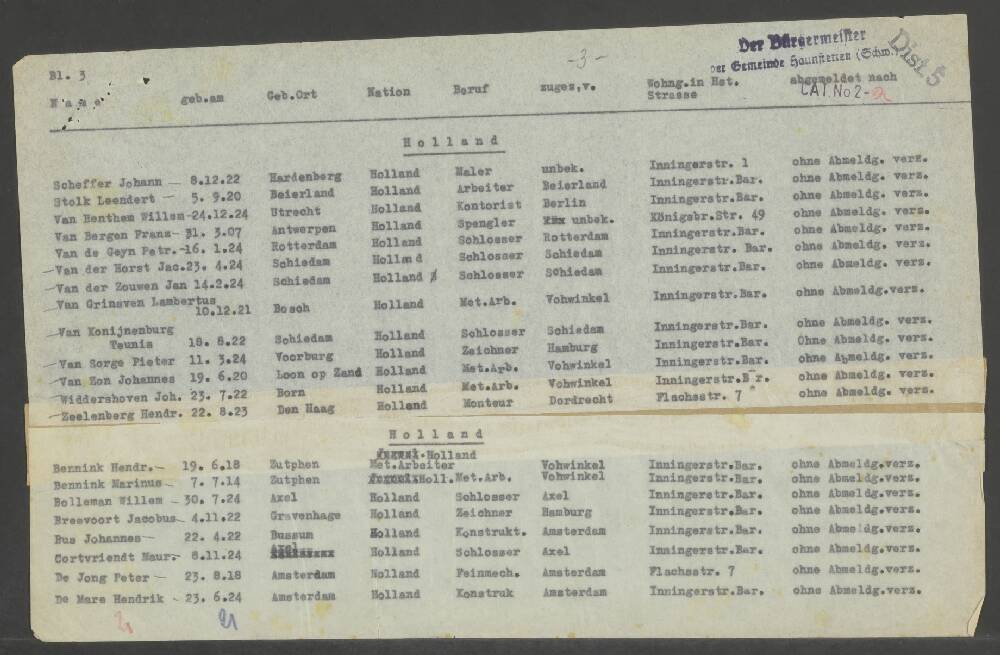 Bl. 3
-3-
Der Bürgermeister
der Gemeinde Haunstetten (Schw.)
Dist 5
Name geb.am Geb.Ort Nation Beruf zugez,v. Wohng.in Hst. Strasse abgemeldet nach
CAT No 2-a
Holland
Scheffer Johann - 8.12.22 Hardenberg Holland Maler unbek. Inningerstr. 1 ohne Abmeldg. verz.
Stolk Leendert - 5. 9.20 Beierland Holland Arbeiter Beierland Inningerstr.Bar. ohne Abmeldg. verz.
Van Benthem Willem-24.12.24 Utrecht Holland Kontorist Berlin Inningerstr.Bar. ohne Abmeldg. verz.
Van Bergen Frans- 31. 3.07 Antwerpen Holland Spengler unbek. Königsbr.Str. 49 ohne Abmeldg. verz.
Van de Geyn Petr.-16. 1.24 Rotterdam Holland Schlosser Rotterdam Inningerstr.Bar. ohne Abmeldg. verz.
Van der Horst Jac.23. 4.24 Schiedam Holland Schlosser Schiedam Inningerstr. Bar. ohne Abmeldg. verz.
Van der Zouwen Jan 14.2.24 Schiedam Holland Schlosser Schiedam Inningerstr.Bar. ohne Abmeldg. verz.
Van Grinsven Lambertus
10.12.21 Bosch Holland Met.Arb. Vohwinkel Inningerstr.Bar. ohne Abmeldg.verz.
Van Konijnenburg
Teunis 18. 8.22 Schiedam Holland Schlosser Schiedam Inningerstr.Bar. ohne Abmeldg. verz.
Van Sorge Pieter 11. 3.24 Voorburg Holland Zeichner Hamburg Inningerstr.Bar. Ohne Abmeldg. verz.
Van Zon Johannes 19. 6.20 Loon op Zand Holland Met.Arb. Vohwinkel Inningerstr.Bar. ohne Abmeldg. verz.
Widdershoven Joh. 23. 7.22 Born Holland Met.Arb. Vohwinkel Inningerstr.B r. ohne Abmeldg. verz.
Zeelenberg Hendr. 22. 8.23 Den Haag Holland Monteur Dordrecht Flachsstr. 7 ohne Abmeldg. verz.
Holland
Holland
Bennink Hendr.- 19. 6.18 Zutphen Met.Arbeiter Vohwinkel Inningerstr.Bar. ohne Abmeldg.verz.
Bennink Marinus- 7. 7.14 Zutphen Holl. Met.Arb. Vohwinkel Inningerstr.Bar. ohne Abmeldg.verz.
Bolleman Willem - 30. 7.24 Axel Holland Schlosser Axel Inningerstr.Bar. ohne Abmeldg.verz.
Breevoort Jacobus- 4.11.22 Gravenhage Holland Zeichner Hamburg Inningerstr.Bar. ohne Abmeldg.verz.
Bus Johannes- 22. 4.22 Bussum Holland Konstrukt. Amsterdam Inningerstr.Bar. ohne Abmeldg.verz.
Cortvriendt Maur.- 8.11.24 Axel Holland Schlosser Axel Inningerstr.Bar. ohne Abmeldg.verz.
De Jong Peter - 23. 8.18 Amsterdam Holland Feinmech. Amsterdam Flachsstr. 7 ohne Abmeldg.verz.
De Mare Hendrik - 23. 6.24 Amsterdam Holland Konstruk Amsterdam Inningerstr.Bar. ohne Abmeldg.verz.
21 21